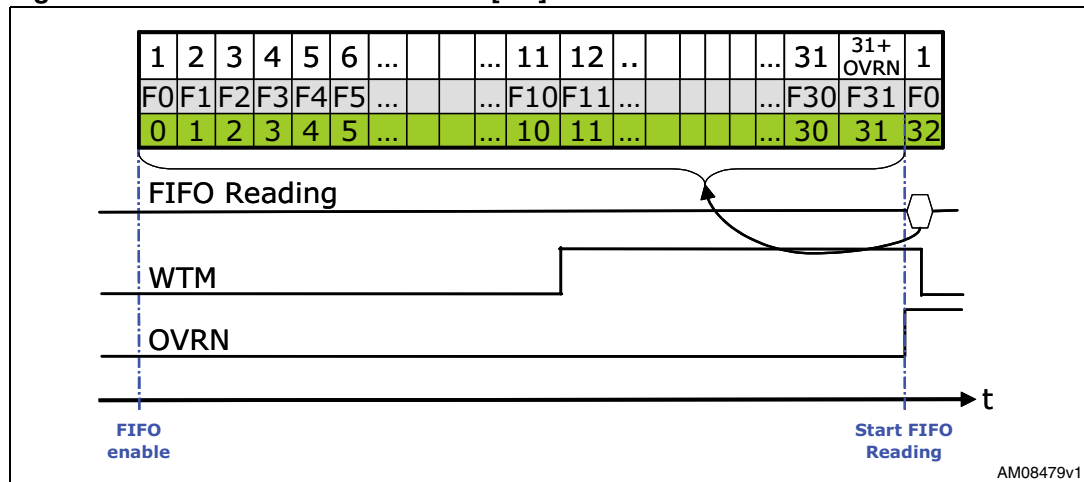 1 2 3 4 5 6 ... ... 11 12 .. ... 31 31+ OVRN 1
F0 F1 F2 F3 F4 F5 ... ... F10 F11 ... ... F30 F31 F0
0 1 2 3 4 5 ... ... 10 11 ... ... 30 31 32
FIFO Reading
WTM
OVRN
t
FIFO enable
Start FIFO Reading
AM08479v1